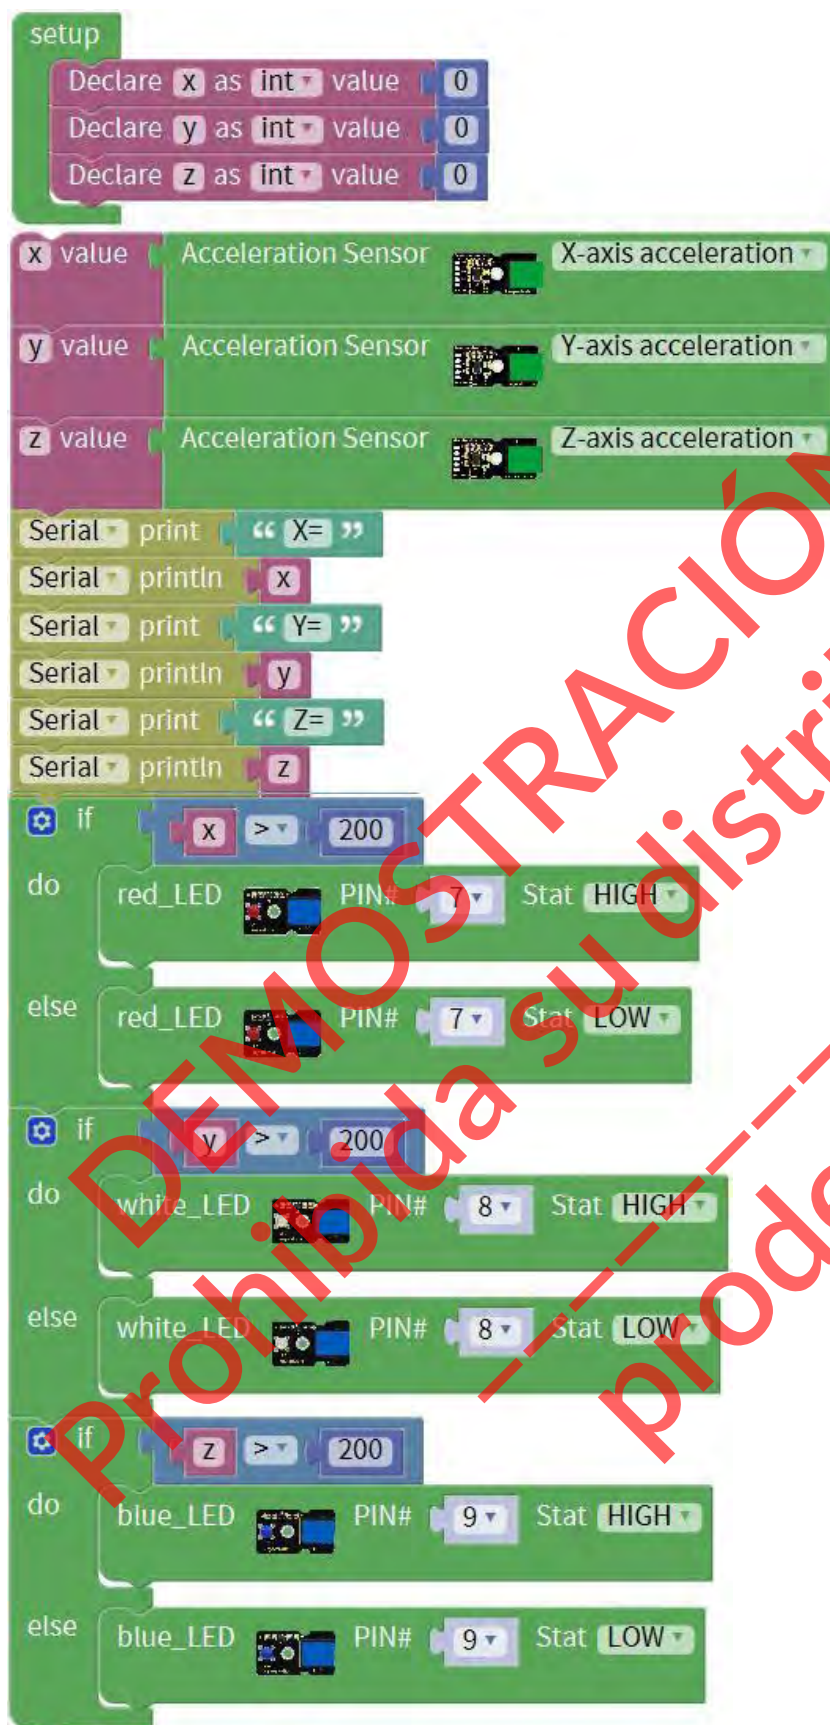 setup
Declare x as int value 0
Declare y as int value 0
Declare z as int value 0
x value Acceleration Sensor X-axis acceleration
y value Acceleration Sensor Y-axis acceleration
z value Acceleration Sensor Z-axis acceleration
Serial print “ X= ”
Serial println x
Serial print “ Y= ”
Serial println y
Serial print “ Z= ”
Serial println z
if x > 200
do red_LED PIN# 7 Stat HIGH
else red_LED PIN# 7 Stat LOW
if y > 200
do white_LED PIN# 8 Stat HIGH
else white_LED PIN# 8 Stat LOW
if z > 200
do blue_LED PIN# 9 Stat HIGH
else blue_LED PIN# 9 Stat LOW
DEMOSTRACIÓN
Prohibida su distri
prode